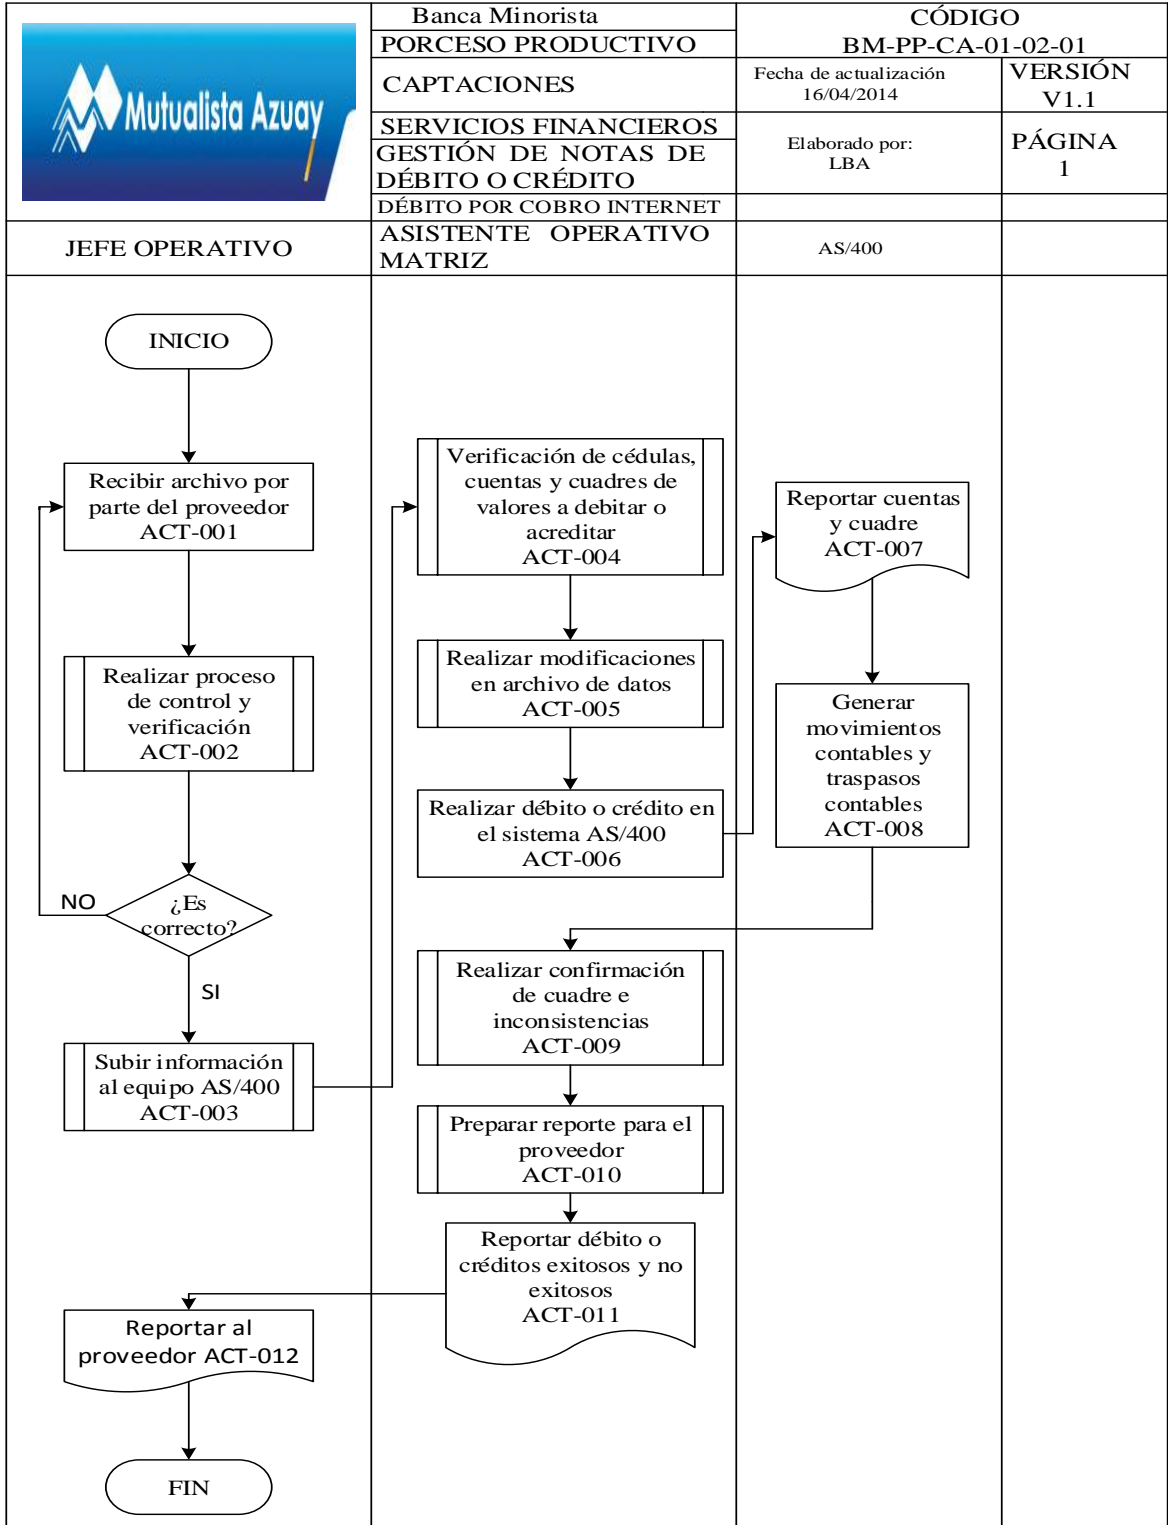 Mutualista Azuay
Banca Minorista
PORCESO PRODUCTIVO
CÓDIGO
BM-PP-CA-01-02-01
CAPTACIONES
Fecha de actualización
16/04/2014
VERSIÓN
V1.1
SERVICIOS FINANCIEROS
GESTIÓN DE NOTAS DE
DÉBITO O CRÉDITO
Elaborado por:
LBA
PÁGINA
1
DÉBITO POR COBRO INTERNET
JEFE OPERATIVO
ASISTENTE OPERATIVO
MATRIZ
AS/400
INICIO
Recibir archivo por
parte del proveedor
ACT-001
Realizar proceso
de control y
verificación
ACT-002
¿Es
correcto?
NO
SI
Subir información
al equipo AS/400
ACT-003
Verificación de cédulas,
cuentas y cuadres de
valores a debitar o
acreditar
ACT-004
Realizar modificaciones
en archivo de datos
ACT-005
Realizar débito o crédito en
el sistema AS/400
ACT-006
Reportar cuentas
y cuadre
ACT-007
Generar
movimientos
contables y
traspasos
contables
ACT-008
Realizar confirmación
de cuadre e
inconsistencias
ACT-009
Preparar reporte para el
proveedor
ACT-010
Reportar débito o
créditos exitosos y no
exitosos
ACT-011
Reportar al
proveedor ACT-012
FIN